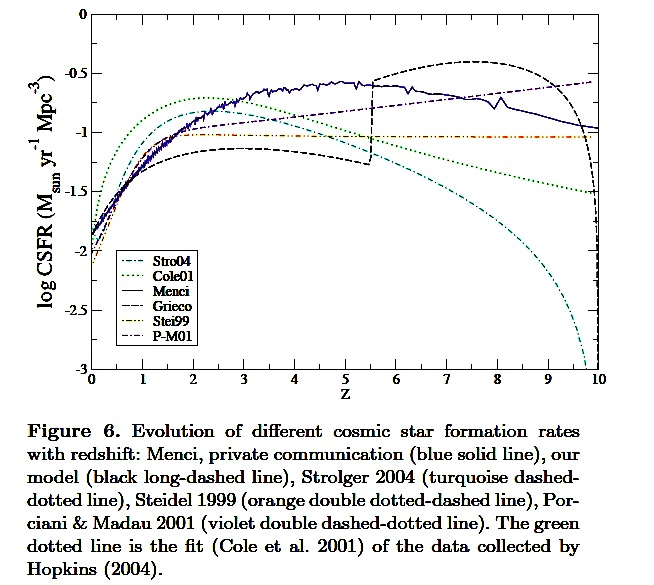 0
-0.5
-1
-1.5
-2
-2.5
-3
log CSFR (M_sun yr^-1 Mpc^-3)
Stro04
Cole01
Menci
Grieco
Stei99
P-M01
0 1 2 3 4 5 6 7 8 9 10
Z
Figure 6. Evolution of different cosmic star formation rates
with redshift: Menci, private communication (blue solid line), our
model (black long-dashed line), Strolger 2004 (turquoise dashed-
dotted line), Steidel 1999 (orange double dotted-dashed line), Por-
ciani & Madau 2001 (violet double dashed-dotted line). The green
dotted line is the fit (Cole et al. 2001) of the data collected by
Hopkins (2004).